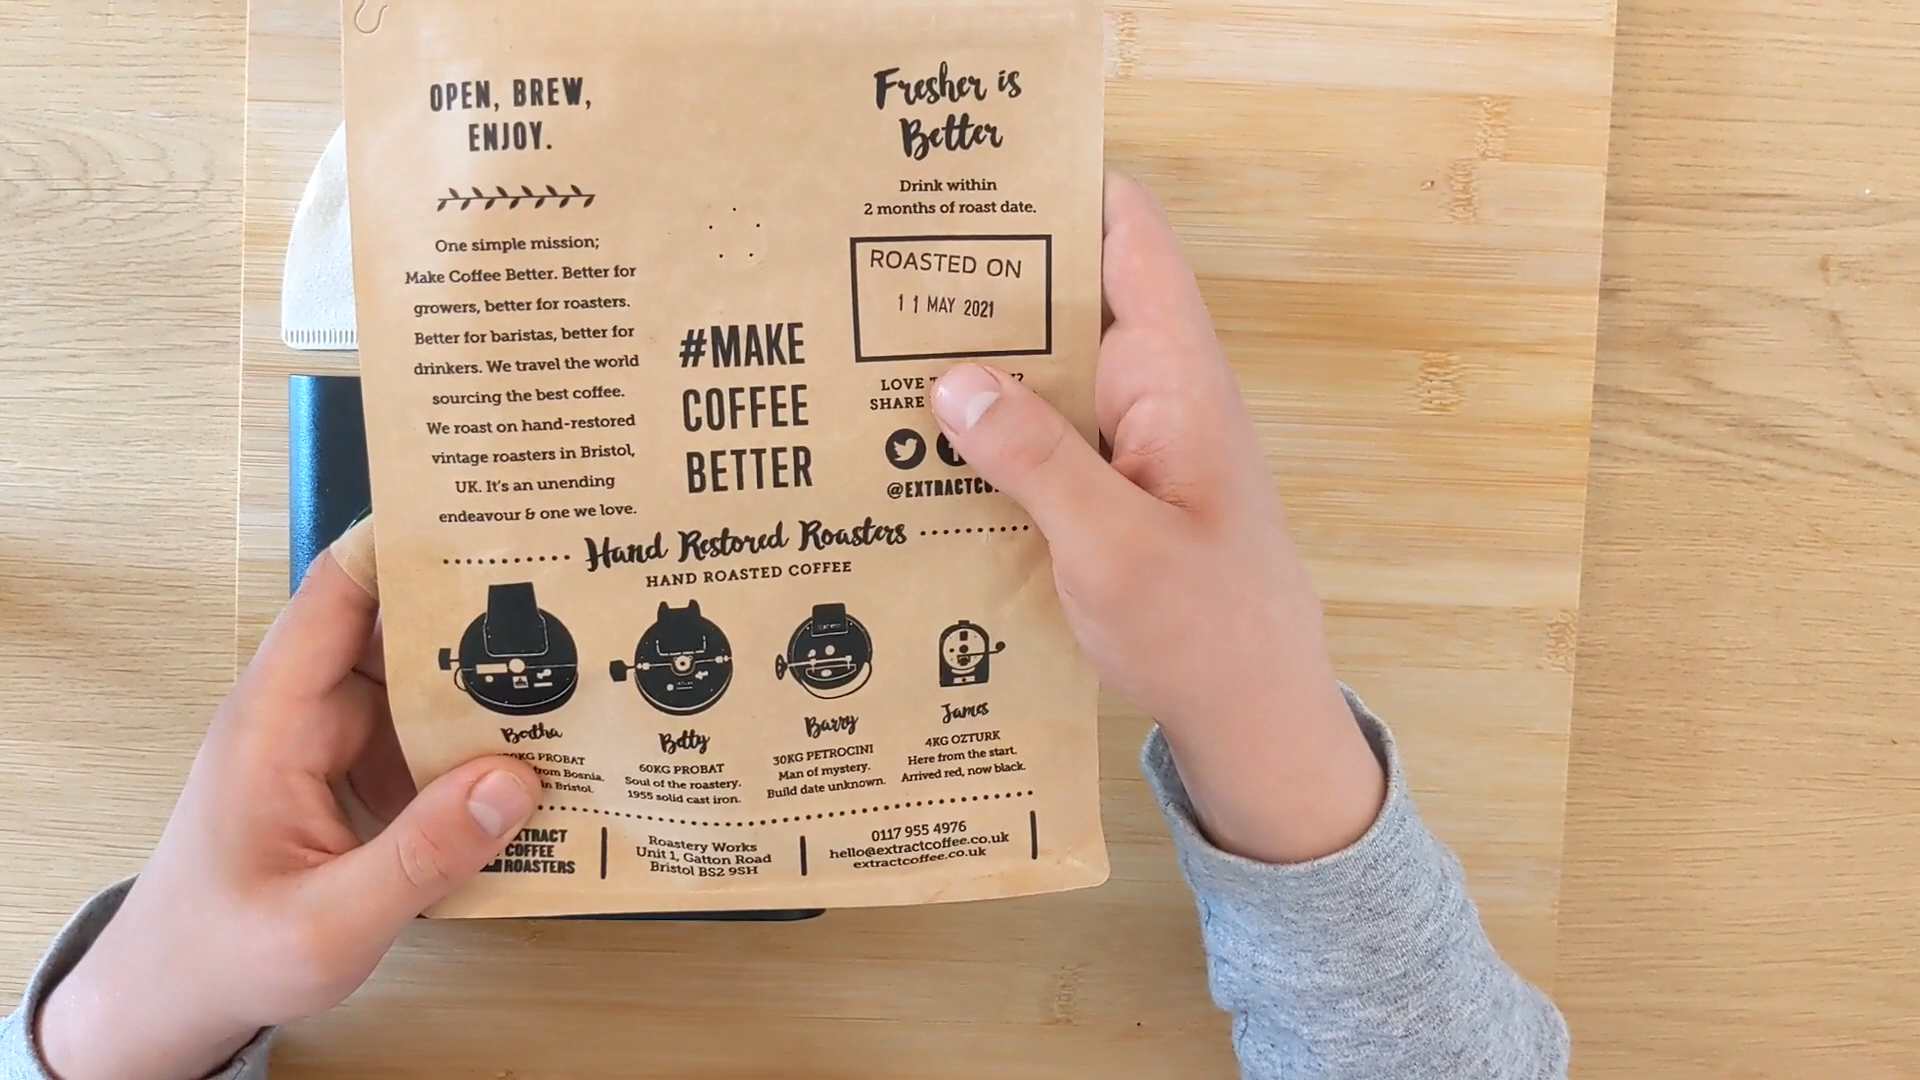 OPEN, BREW,
ENJOY.
One simple mission;
Make Coffee Better. Better for
growers, better for roasters.
Better for baristas, better for
drinkers. We travel the world
sourcing the best coffee.
We roast on hand-restored
vintage roasters in Bristol,
UK. It's an unending
endeavour & one we love.
#MAKE
COFFEE
BETTER
Fresher is
Better
Drink within
2 months of roast date.
ROASTED ON
11 MAY 2021
LOVE
SHARE
Hand Restored Roasters
HAND ROASTED COFFEE
Bertha
PROBAT
from Bosnia.
in Bristol.
Betty
60KG PROBAT
Soul of the roastery.
1955 solid cast iron.
Barry
30KG PETROCINI
Man of mystery.
Build date unknown.
James
4KG OZTURK
Here from the start.
Arrived red, now black.
COFFEE
ROASTERS
Roastery Works
Unit 1, Gatton Road
Bristol BS2 9SH
0117 955 4976
hello@extractcoffee.co.uk
extractcoffee.co.uk